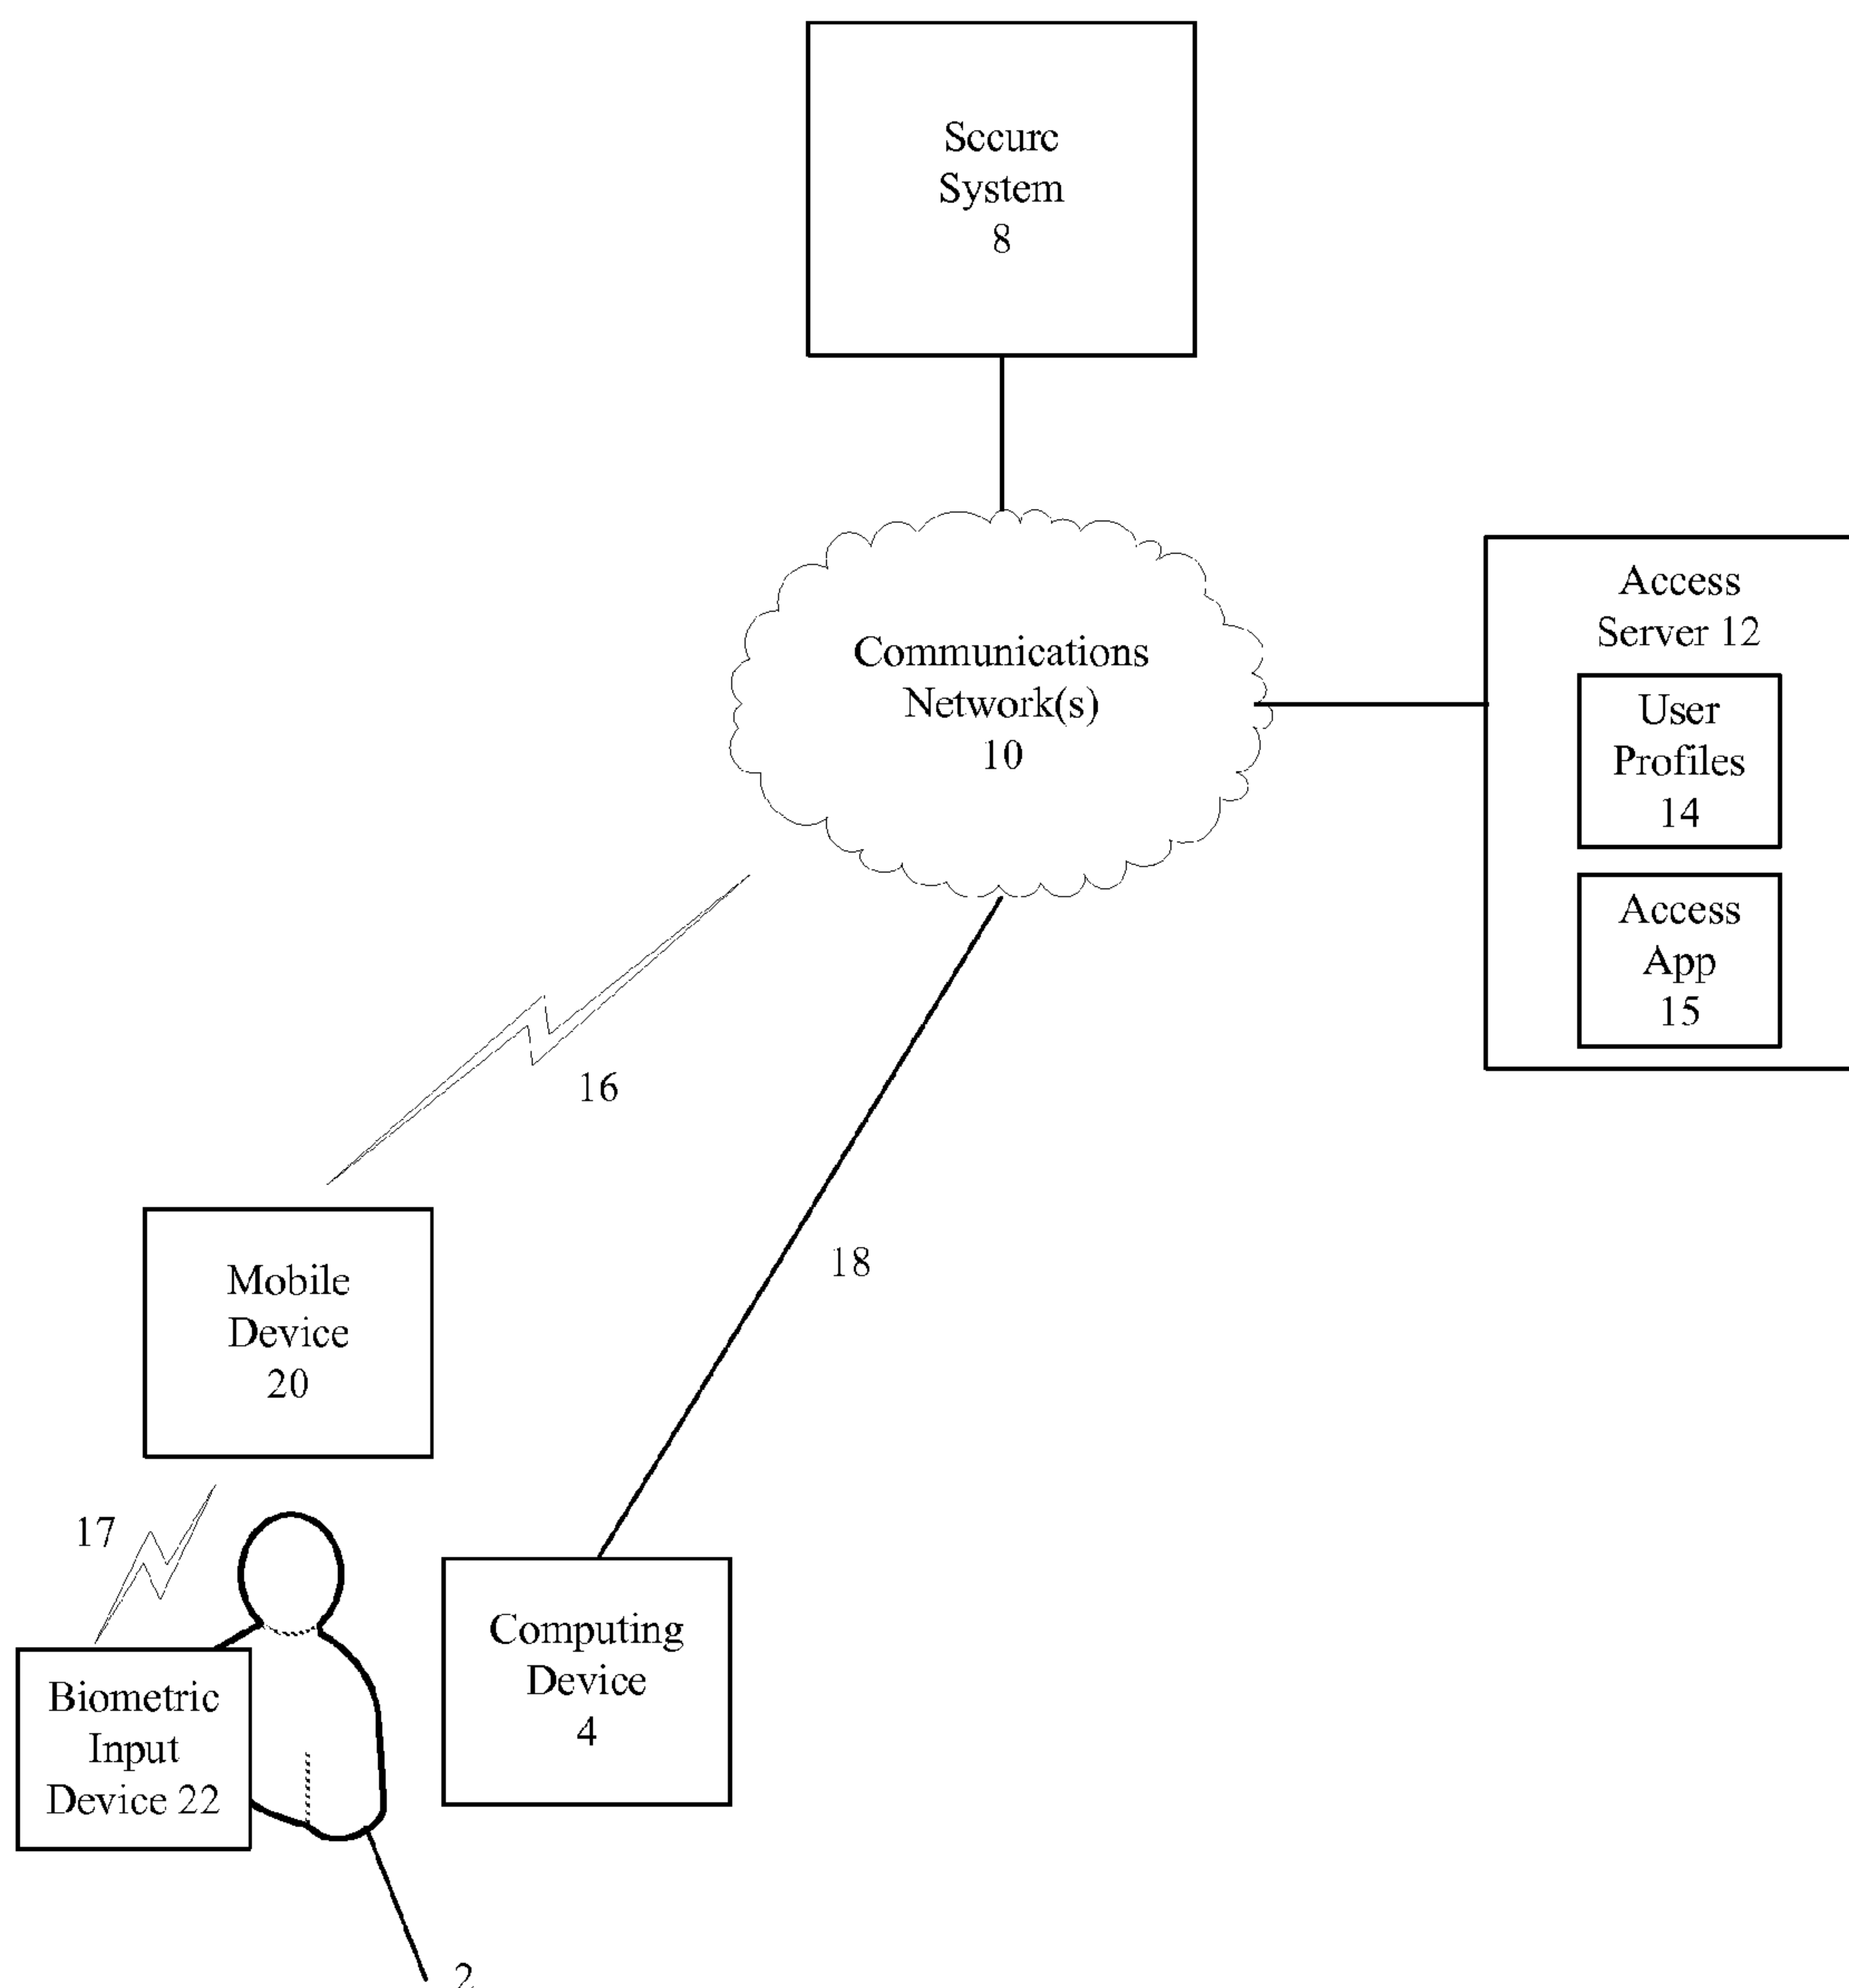 Secure
System
8
Communications
Network(s)
10
Access
Server 12
User
Profiles
14
Access
App
15
16
18
Mobile
Device
20
17
Computing
Device
4
Biometric
Input
Device 22
2